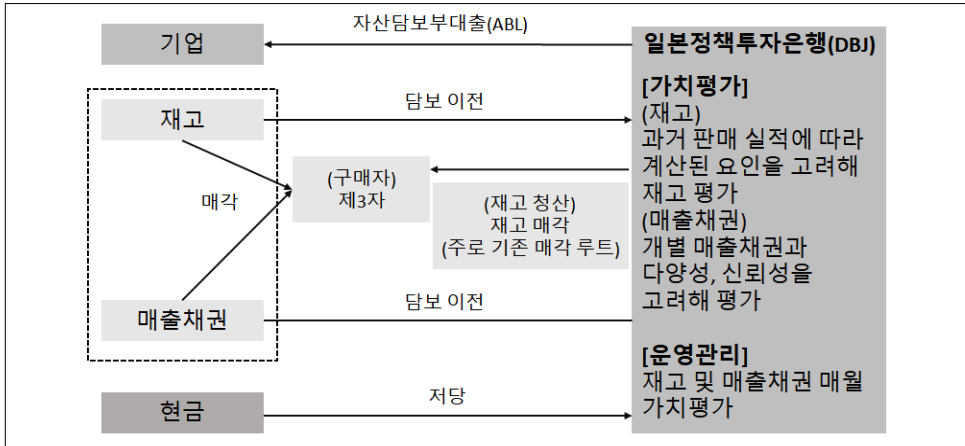 자산담보부대출(ABL)
기업
일본정책투자은행(DBJ)
[가치평가]
(재고)
과거 판매 실적에 따라
계산된 요인을 고려해
재고 평가
(매출채권)
개별 매출채권과
다양성, 신뢰성을
고려해 평가
[운영관리]
재고 및 매출채권 매월
가치평가
담보 이전
재고
매각
(구매자)
제3자
(재고 청산)
재고 매각
(주로 기존 매각 루트)
담보 이전
매출채권
저당
현금